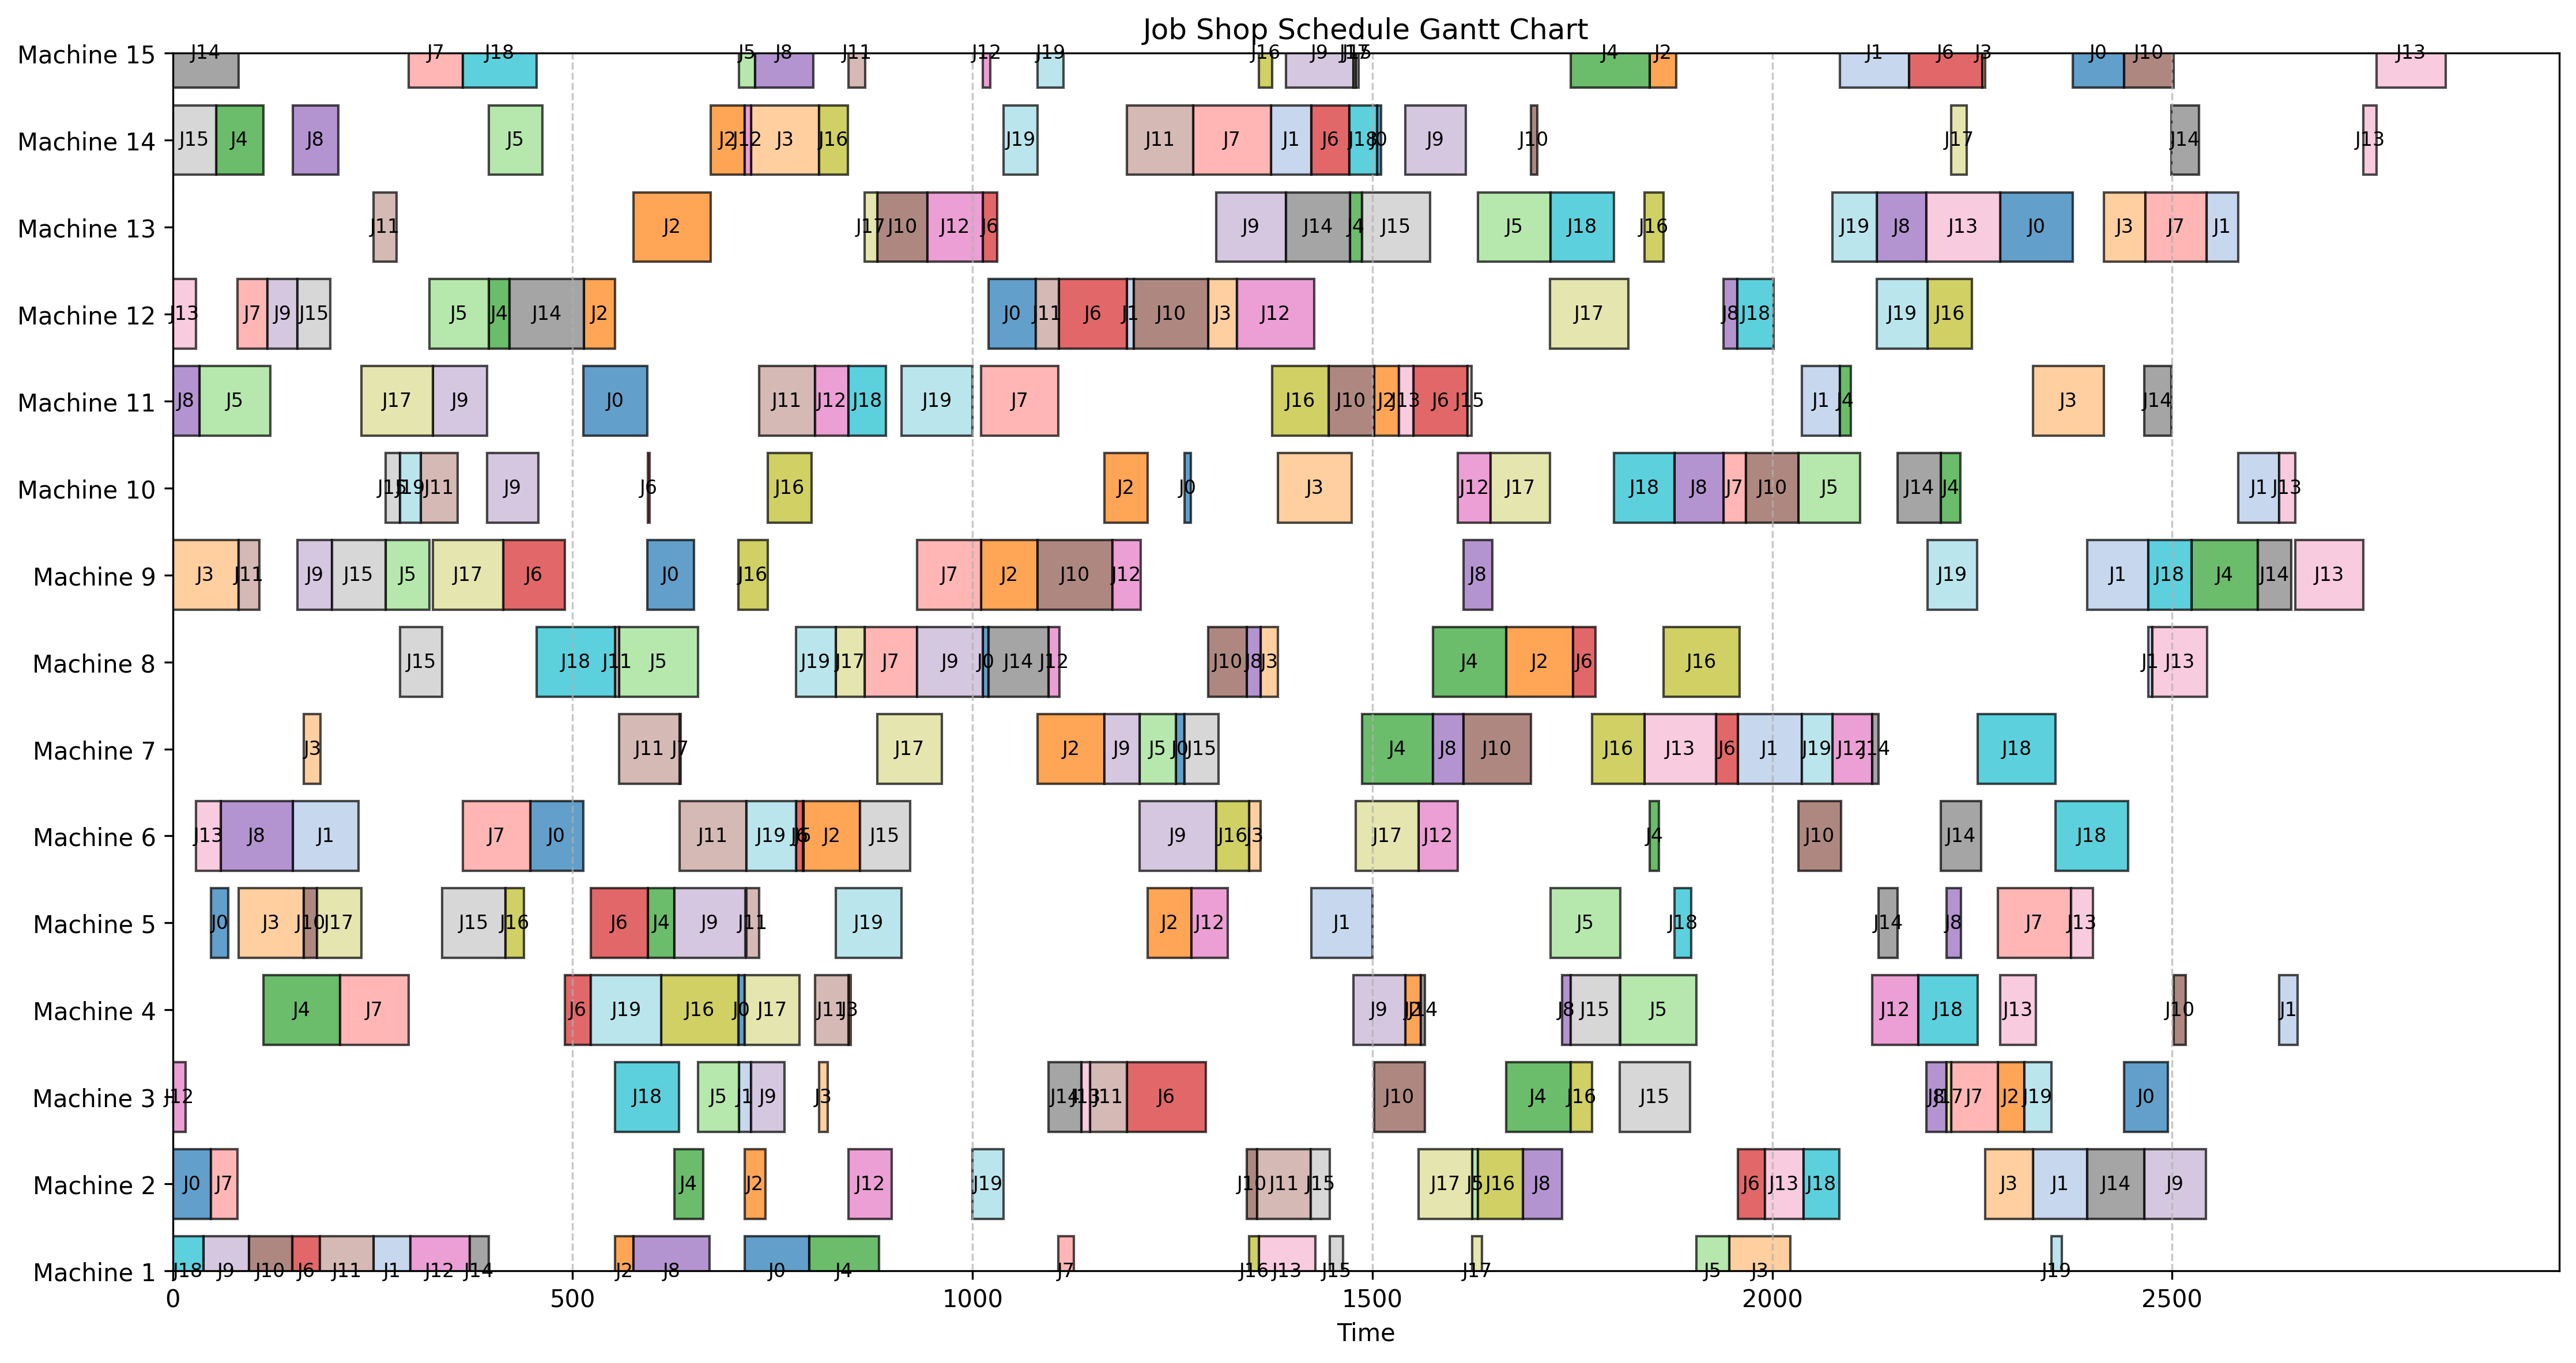 Job Shop Schedule Gantt Chart
Machine 15 J14 J7 J18 J5 J8 J11 J12 J19 J16 J9 J17 J15 J4 J2 J1 J6 J3 J0 J10 J13
Machine 14 J15 J4 J8 J5 J2 J12 J3 J16 J19 J11 J7 J1 J6 J18 J0 J9 J10 J17 J14 J13
Machine 13 J11 J2 J17 J10 J12 J6 J9 J14 J4 J15 J5 J18 J16 J19 J8 J13 J0 J3 J7 J1
Machine 12 J13 J7 J9 J15 J5 J4 J14 J2 J0 J11 J6 J1 J10 J3 J12 J17 J8 J18 J19 J16
Machine 11 J8 J5 J17 J9 J0 J11 J12 J18 J19 J7 J16 J10 J2 J13 J6 J15 J1 J4 J3 J14
Machine 10 J15 J19 J11 J9 J6 J16 J2 J0 J3 J12 J17 J18 J8 J7 J10 J5 J14 J4 J1 J13
Machine 9 J3 J11 J9 J15 J5 J17 J6 J0 J16 J7 J2 J10 J12 J8 J19 J1 J18 J4 J14 J13
Machine 8 J15 J18 J11 J5 J19 J17 J7 J9 J0 J14 J12 J10 J8 J3 J4 J2 J6 J16 J1 J13
Machine 7 J3 J11 J7 J17 J2 J9 J5 J0 J15 J4 J8 J10 J16 J13 J6 J1 J19 J12 J14 J18
Machine 6 J13 J8 J1 J7 J0 J11 J19 J6 J5 J2 J15 J9 J16 J3 J17 J12 J4 J10 J14 J18
Machine 5 J0 J3 J10 J17 J15 J16 J6 J4 J9 J11 J19 J2 J12 J1 J5 J18 J14 J8 J7 J13
Machine 4 J4 J7 J6 J19 J16 J0 J17 J11 J3 J9 J2 J14 J8 J15 J5 J12 J18 J13 J10 J1
Machine 3 J12 J18 J5 J1 J9 J3 J14 J13 J11 J6 J10 J4 J16 J15 J8 J17 J7 J2 J19 J0
Machine 2 J0 J7 J4 J2 J12 J19 J10 J11 J15 J17 J5 J16 J8 J6 J13 J18 J3 J1 J14 J9
Machine 1 J18 J9 J10 J6 J11 J1 J12 J14 J2 J8 J0 J4 J7 J16 J13 J15 J17 J5 J3 J19
0 500 1000 1500 2000 2500
Time